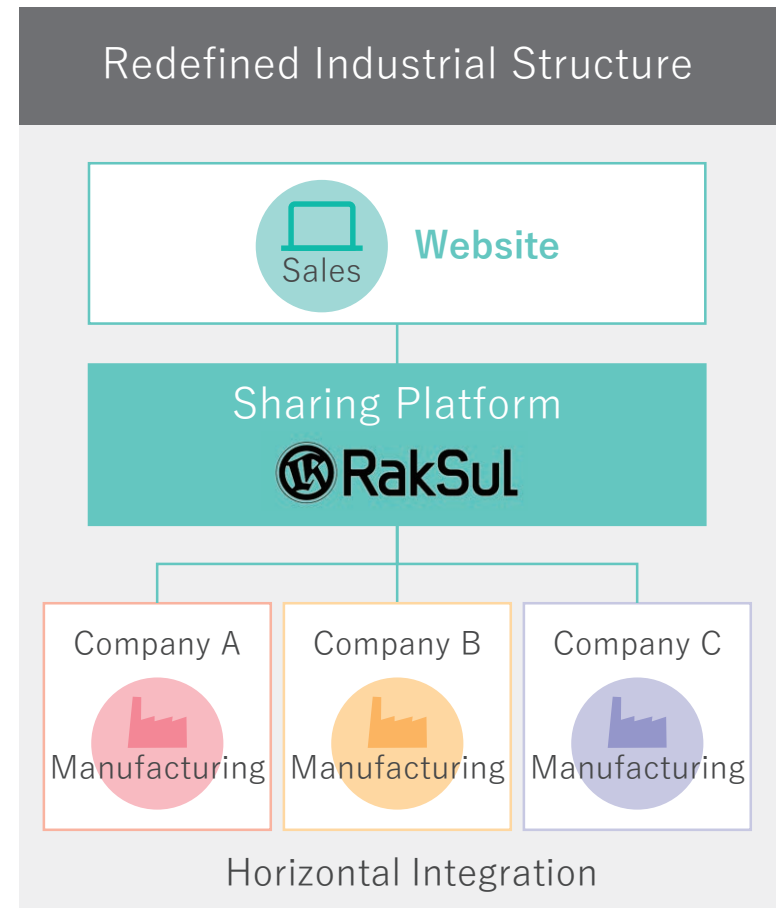 Redefined Industrial Structure
Sales
Website
Sharing Platform
RakSul
Company A
Manufacturing
Company B
Manufacturing
Company C
Manufacturing
Horizontal Integration